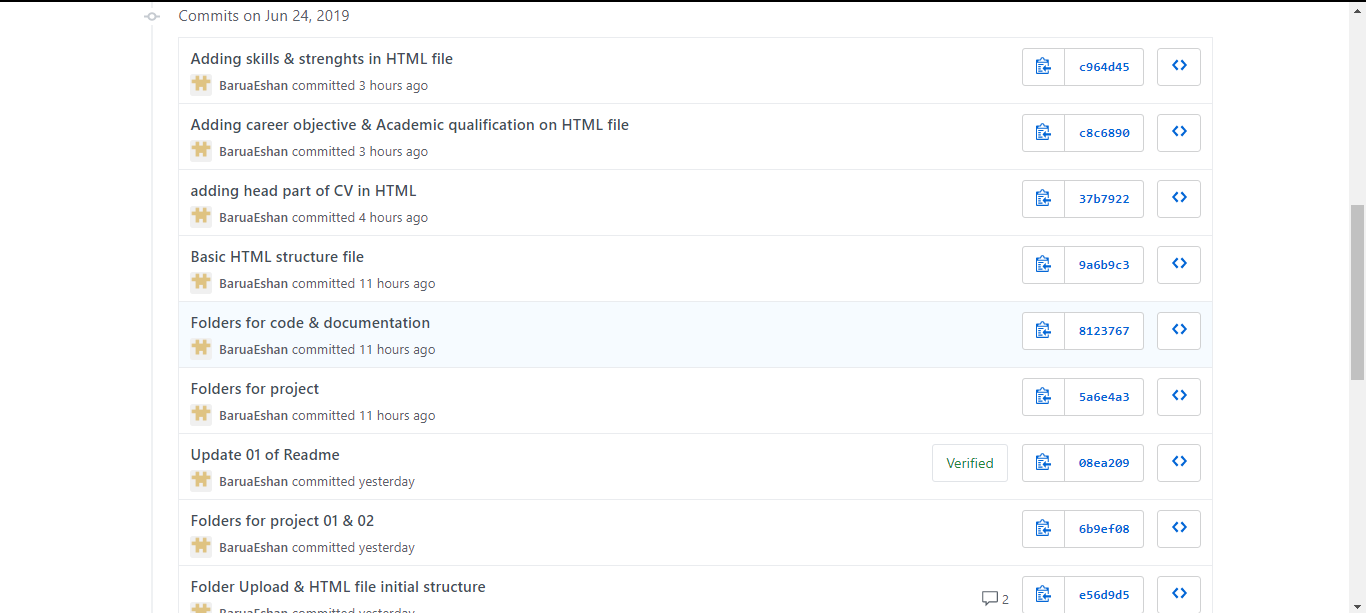 Commits on Jun 24, 2019
Adding skills & strenghts in HTML file
BaruaEshan committed 3 hours ago
c964d45
Adding career objective & Academic qualification on HTML file
BaruaEshan committed 3 hours ago
c8c6890
adding head part of CV in HTML
BaruaEshan committed 4 hours ago
37b7922
Basic HTML structure file
BaruaEshan committed 11 hours ago
9a6b9c3
Folders for code & documentation
BaruaEshan committed 11 hours ago
8123767
Folders for project
BaruaEshan committed 11 hours ago
5a6e4a3
Update 01 of Readme
BaruaEshan committed yesterday
Verified
08ea209
Folders for project 01 & 02
BaruaEshan committed yesterday
6b9ef08
Folder Upload & HTML file initial structure
BaruaEshan committed yesterday
2
e56d9d5